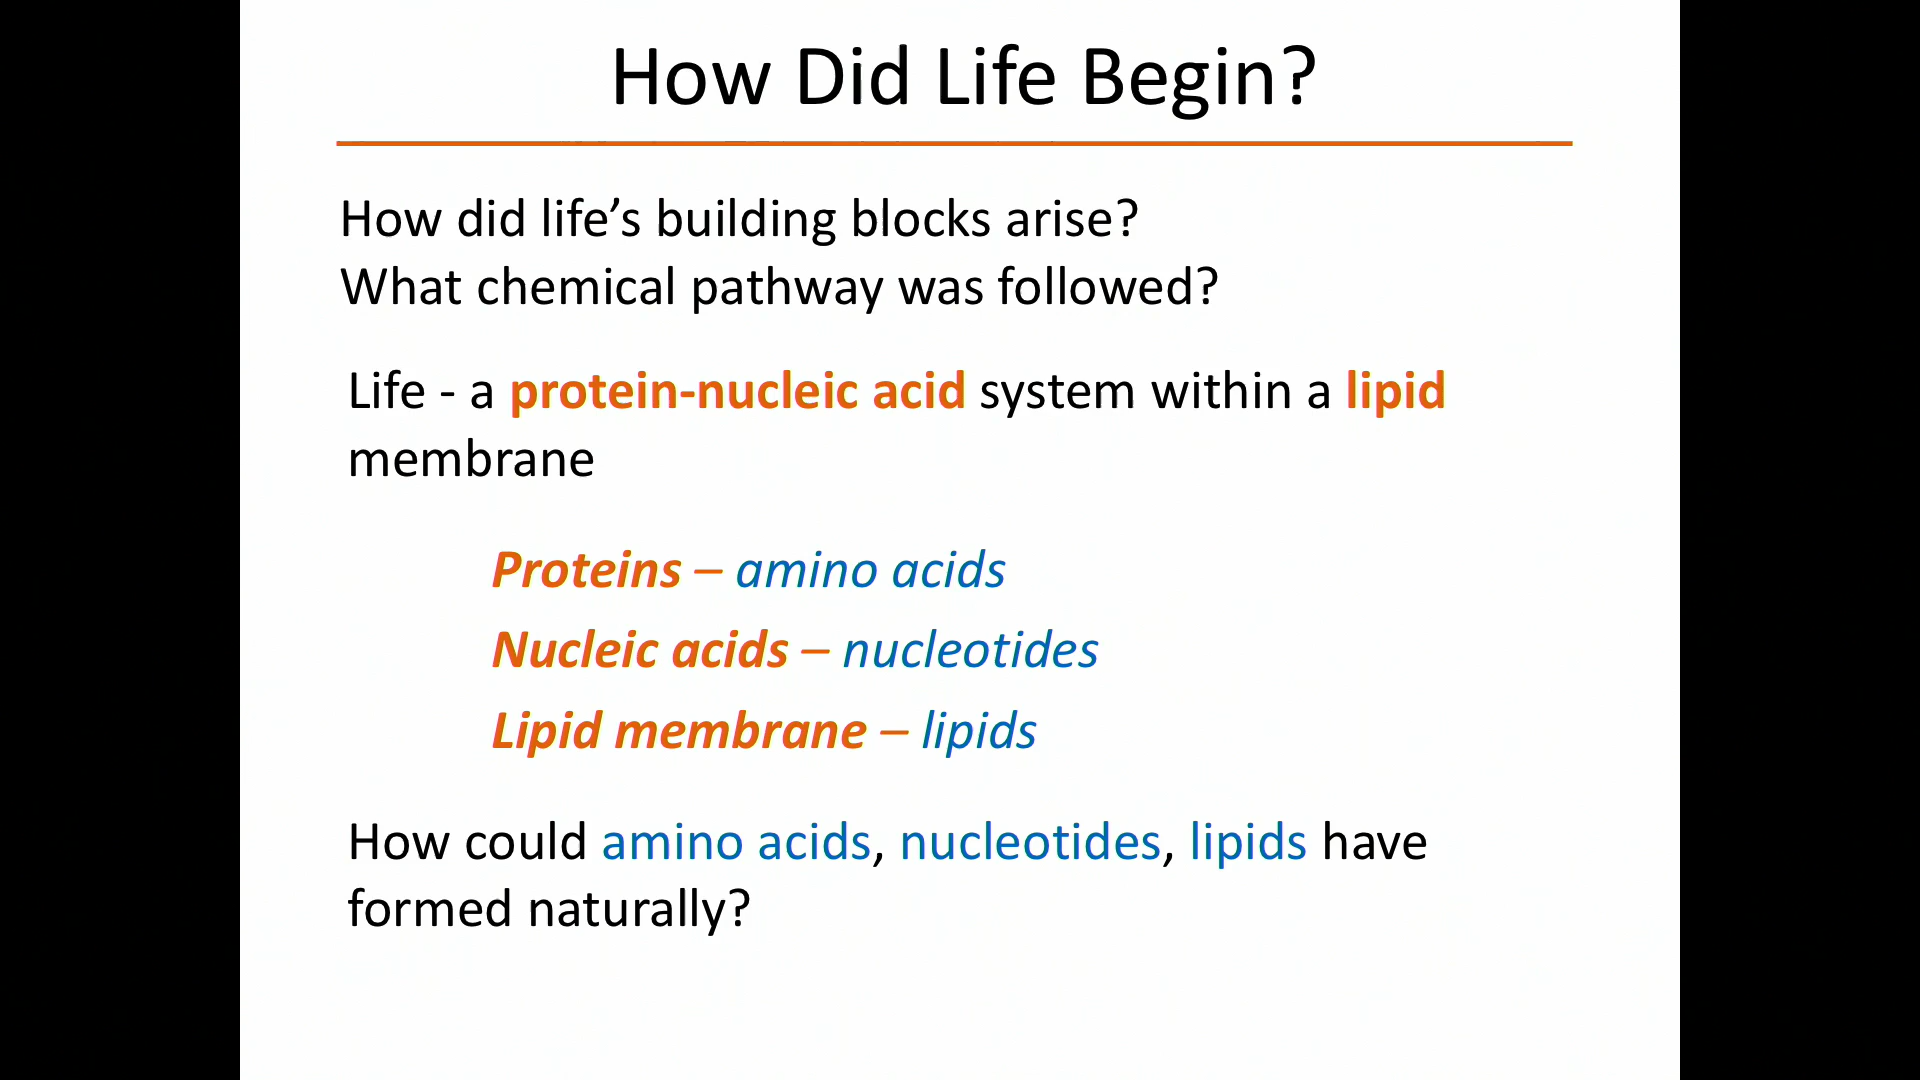 How Did Life Begin?
How did life’s building blocks arise?
What chemical pathway was followed?
Life - a protein-nucleic acid system within a lipid
membrane
Proteins – amino acids
Nucleic acids – nucleotides
Lipid membrane – lipids
How could amino acids, nucleotides, lipids have
formed naturally?